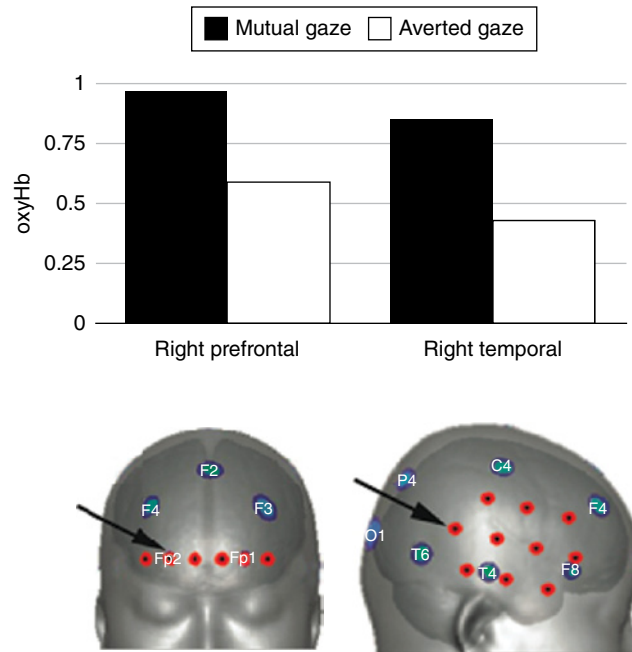 Mutual gaze Averted gaze
1
0.75
0.5
0.25
0
oxyHb
Right prefrontal Right temporal
F2
F4 F3
Fp2 Fp1
C4
P4
F4
O1
T6
T4 F8